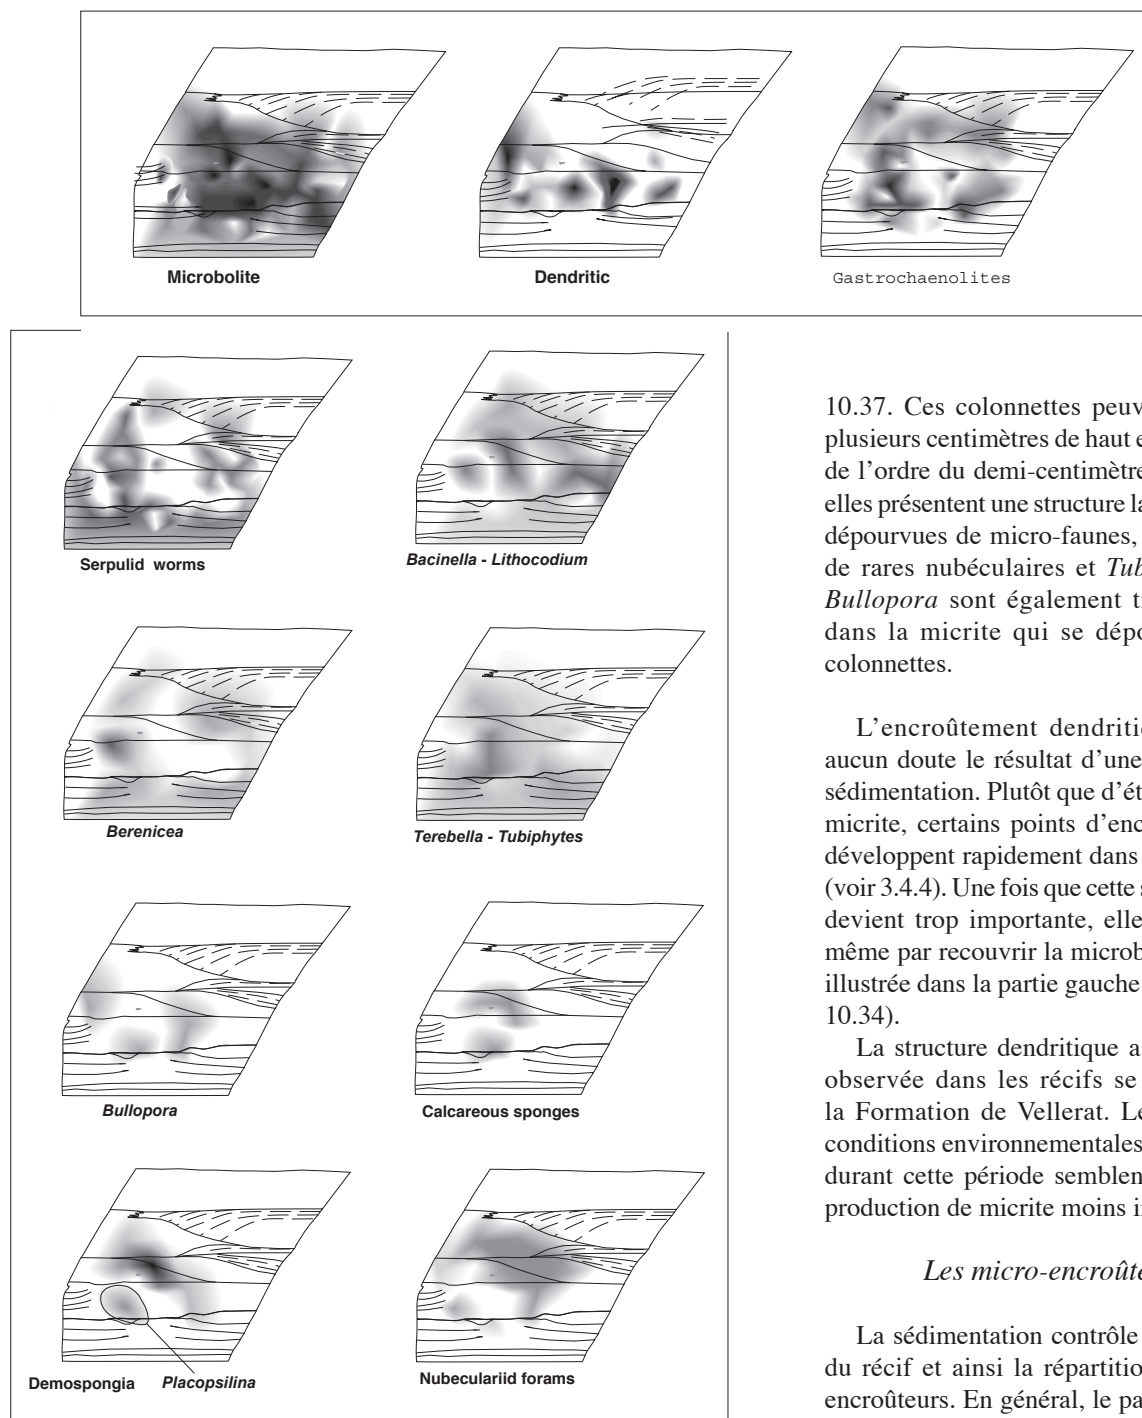 Microbolite
Dendritic
Gastrochaenolites
Serpulid worms
Bacinella - Lithocodium
Berenicea
Terebella - Tubiphytes
Bullopora
Calcareous sponges
Demospongia
Placopsilina
Nubeculariid forams
10.37. Ces colonnettes peuv
plusieurs centimètres de haut e
de l'ordre du demi-centimètre
elles présentent une structure la
dépourvues de micro-faunes,
de rares nubéculaires et Tub
Bullopora sont également t
dans la micrite qui se dépo
colonnettes.
L'encroûtement dendritic
aucun doute le résultat d'une
sédimentation. Plutôt que d'ét
micrite, certains points d'enc
développent rapidement dans
(voir 3.4.4). Une fois que cette s
devient trop importante, elle
même par recouvrir la microb
illustrée dans la partie gauche
10.34).
La structure dendritique a
observée dans les récifs se
la Formation de Vellerat. Le
conditions environnementales
durant cette période semblen
production de micrite moins i
Les micro-encroûte
La sédimentation contrôle
du récif et ainsi la répartitio
encroûteurs. En général, le pa